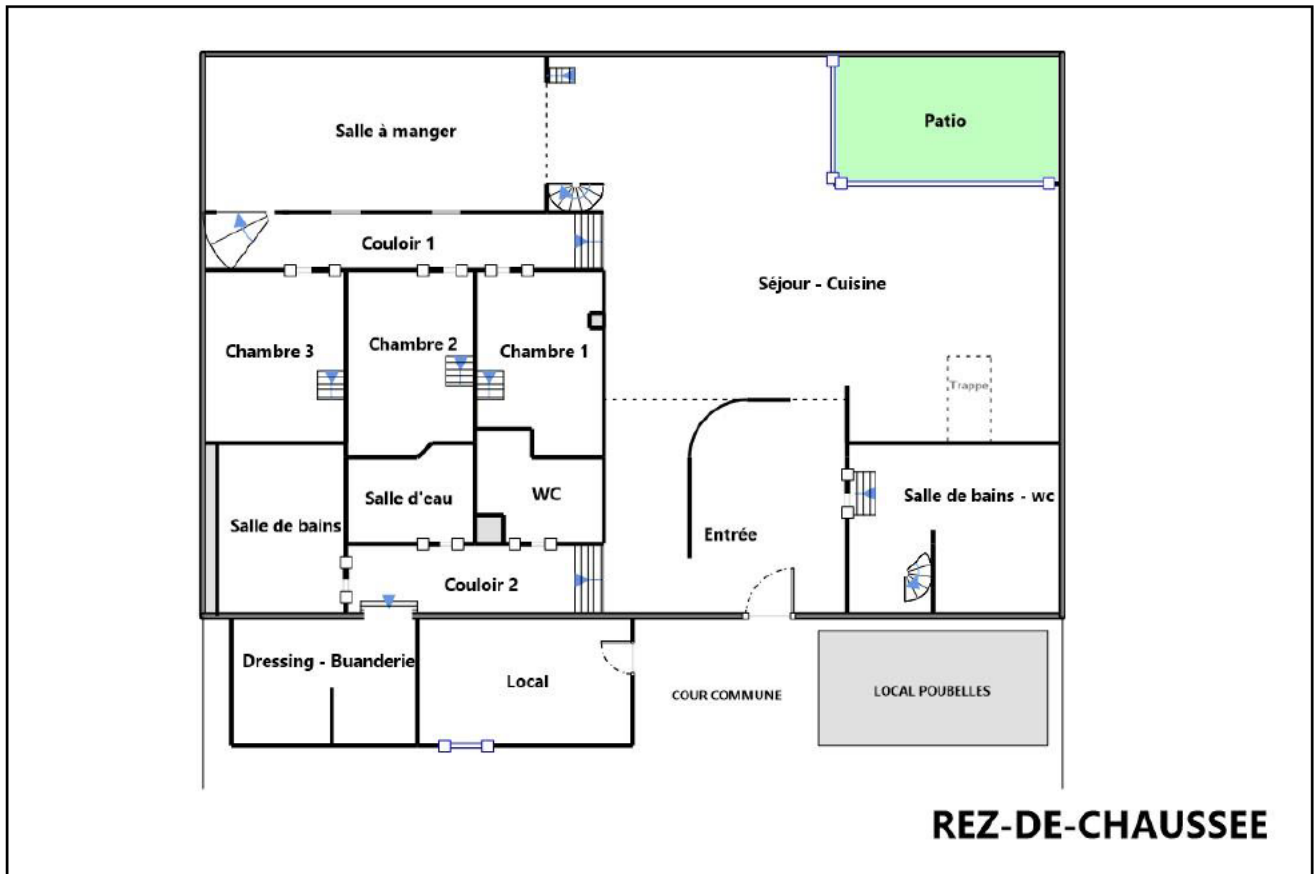 Patio
Salle à manger
Couloir 1
Séjour - Cuisine
Chambre 3
Chambre 2
Chambre 1
Trappe
Salle d'eau
WC
Salle de bains - wc
Salle de bains
Entrée
Couloir 2
Dressing - Buanderie
Local
COUR COMMUNE
LOCAL POUBELLES
REZ-DE-CHAUSSEE